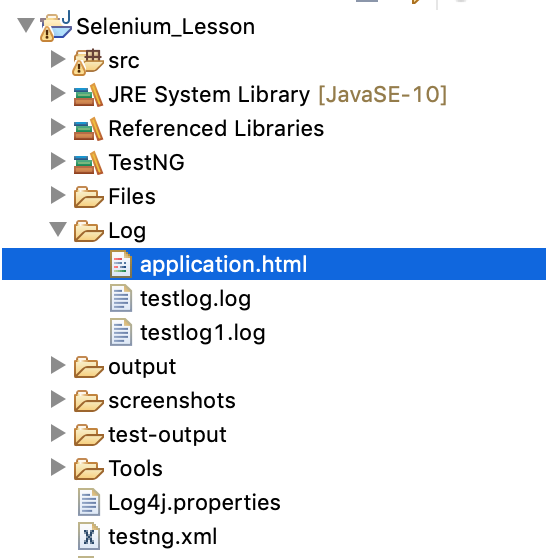 Selenium_Lesson
src
JRE System Library [JavaSE-10]
Referenced Libraries
TestNG
Files
Log
application.html
testlog.log
testlog1.log
output
screenshots
test-output
Tools
Log4j.properties
testng.xml